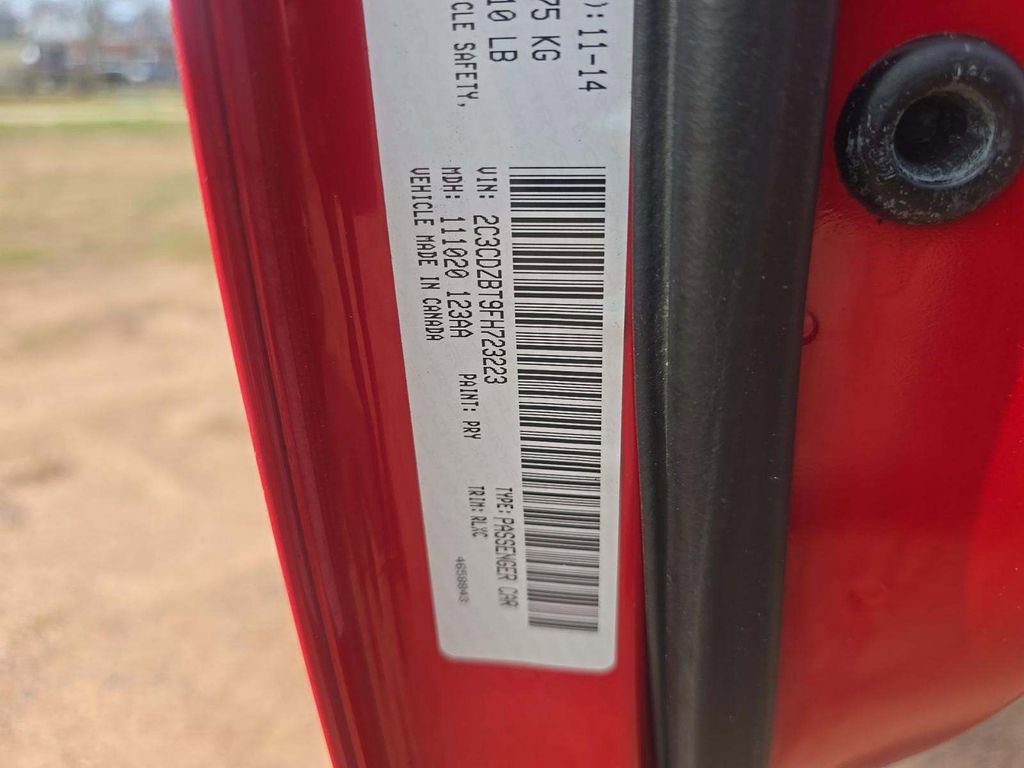 ): 11-14
75 KG
10 LB
CLE SAFETY,
VIN: 2C3CDZBT9FH723223 TYPE: PASSENGER CAR
MDH: 111020 123AA PAINT: PRY TRIM: RLXC
VEHICLE MADE IN CANADA 4658843